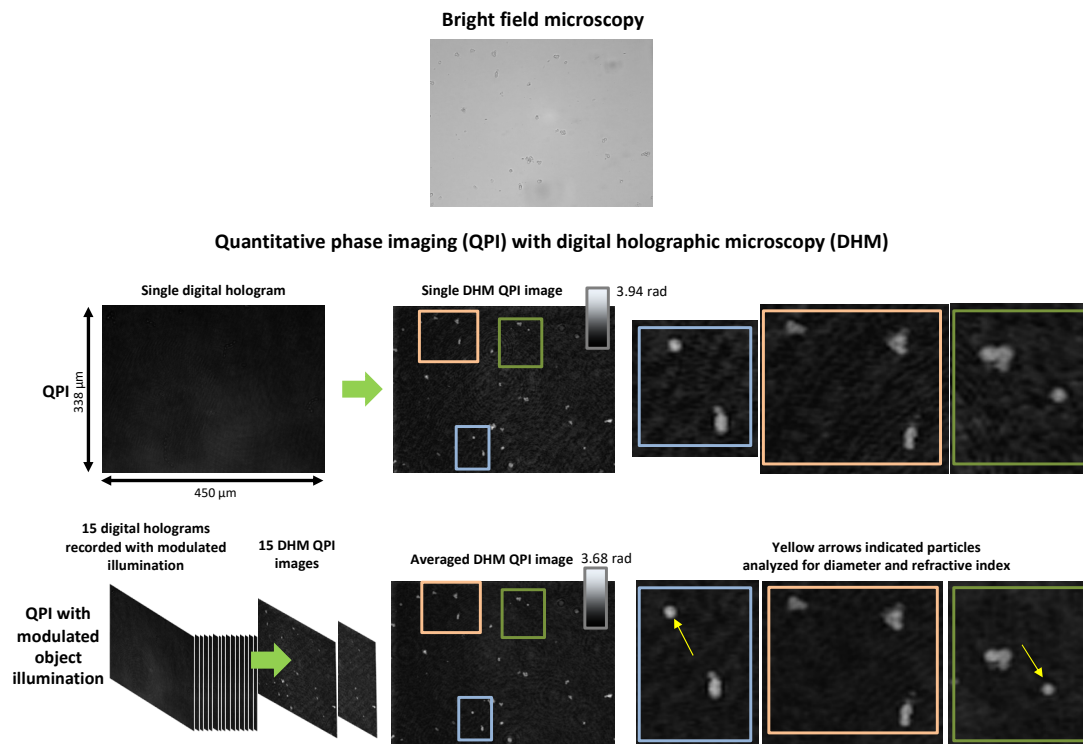 Bright field microscopy
Quantitative phase imaging (QPI) with digital holographic microscopy (DHM)
Single digital hologram
Single DHM QPI image
3.94 rad
QPI
338 µm
450 µm
15 digital holograms
recorded with modulated
illumination
15 DHM QPI
images
Averaged DHM QPI image
3.68 rad
Yellow arrows indicated particles
analyzed for diameter and refractive index
QPI with
modulated
object
illumination